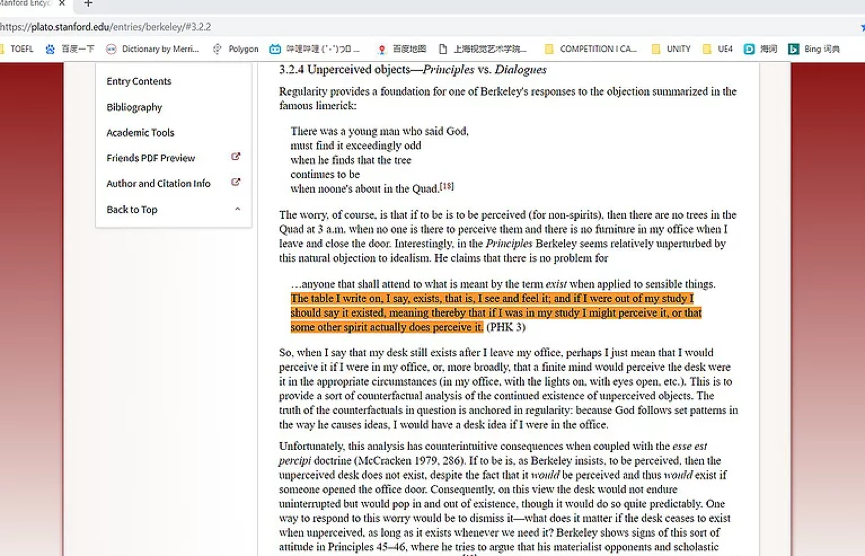 Stanford Ency
https://plato.stanford.edu/entries/berkeley/#3.2.2
TOEFL 百度一下 Dictionary by Merri... Polygon 哔哩哔哩 ( ゜- ゜)つロ ... 百度地图 上海视觉艺术学院... COMPETITION I CA... UNITY UE4 海词 Bing 词典
Entry Contents
Bibliography
Academic Tools
Friends PDF Preview
Author and Citation Info
Back to Top
3.2.4 Unperceived objects—Principles vs. Dialogues
Regularity provides a foundation for one of Berkeley's responses to the objection summarized in the
famous limerick:
There was a young man who said God,
must find it exceedingly odd
when he finds that the tree
continues to be
when noone's about in the Quad.[18]
The worry, of course, is that if to be is to be perceived (for non-spirits), then there are no trees in the
Quad at 3 a.m. when no one is there to perceive them and there is no furniture in my office when I
leave and close the door. Interestingly, in the Principles Berkeley seems relatively unperturbed by
this natural objection to idealism. He claims that there is no problem for
…anyone that shall attend to what is meant by the term exist when applied to sensible things.
The table I write on, I say, exists, that is, I see and feel it; and if I were out of my study I
should say it existed, meaning thereby that if I was in my study I might perceive it, or that
some other spirit actually does perceive it. (PHK 3)
So, when I say that my desk still exists after I leave my office, perhaps I just mean that I would
perceive it if I were in my office, or, more broadly, that a finite mind would perceive the desk were
it in the appropriate circumstances (in my office, with the lights on, with eyes open, etc.). This is to
provide a sort of counterfactual analysis of the continued existence of unperceived objects. The
truth of the counterfactuals in question is anchored in regularity: because God follows set patterns in
the way he causes ideas, I would have a desk idea if I were in the office.
Unfortunately, this analysis has counterintuitive consequences when coupled with the esse est
percipi doctrine (McCracken 1979, 286). If to be is, as Berkeley insists, to be perceived, then the
unperceived desk does not exist, despite the fact that it would be perceived and thus would exist if
someone opened the office door. Consequently, on this view the desk would not endure
uninterrupted but would pop in and out of existence, though it would do so quite predictably. One
way to respond to this worry would be to dismiss it—what does it matter if the desk ceases to exist
when unperceived, as long as it exists whenever we need it? Berkeley shows signs of this sort of
attitude in Principles 45–46, where he tries to argue that his materialist opponents and scholastic